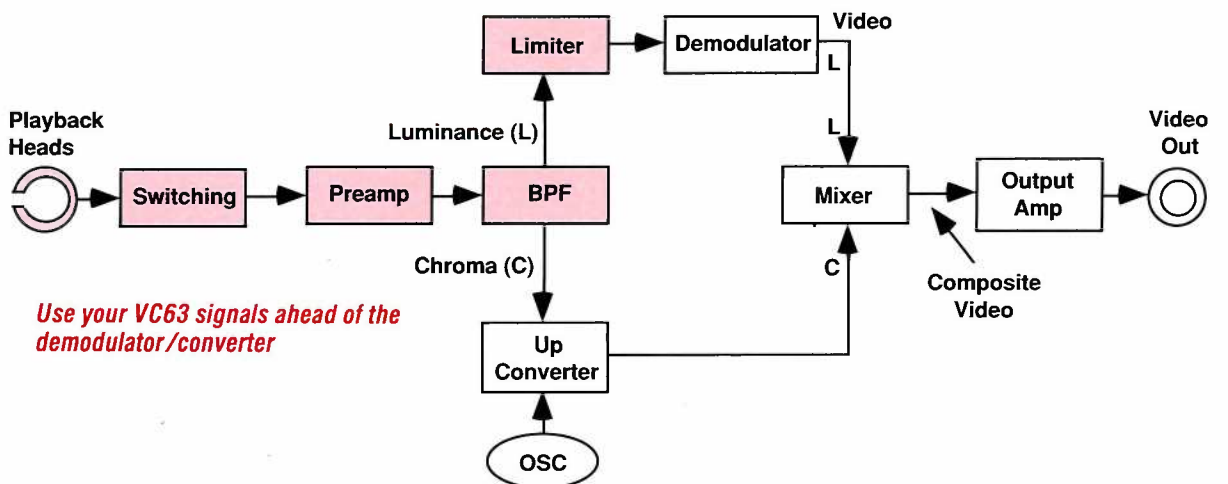 Playback
Heads
Switching
Preamp
BPF
Luminance (L)
Limiter
Demodulator
Video
L
L
Chroma (C)
Up
Converter
OSC
C
Mixer
Composite
Video
Output
Amp
Video
Out
Use your VC63 signals ahead of the
demodulator/converter